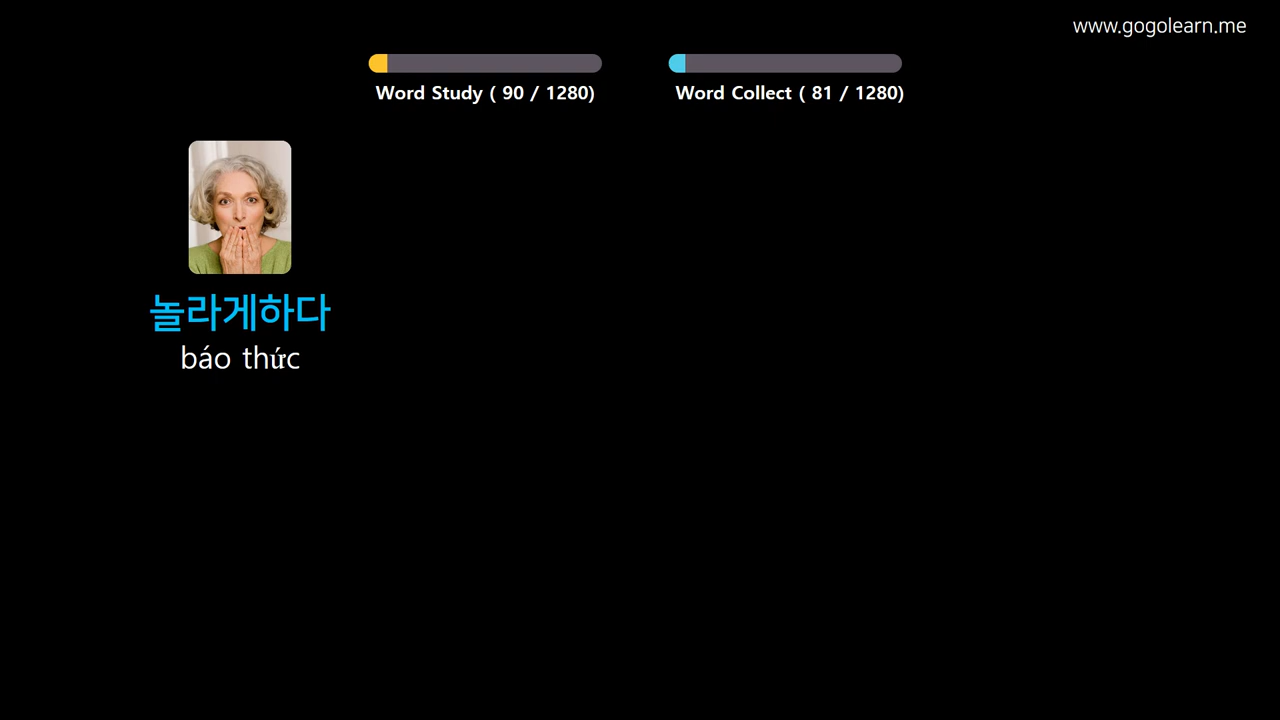 www.gogolearn.me
Word Study ( 90 / 1280)
Word Collect ( 81 / 1280)
놀라게하다
báo thức